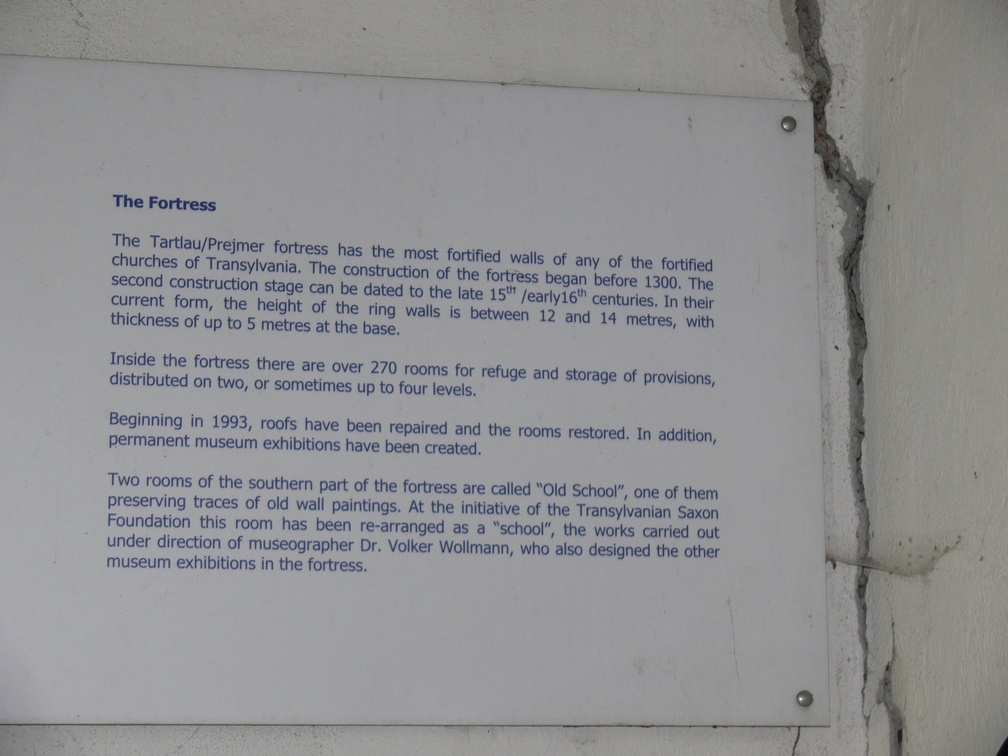 The Fortress
The Tartlau/Prejmer fortress has the most fortified walls of any of the fortified
churches of Transylvania. The construction of the fortress began before 1300. The
second construction stage can be dated to the late 15th /early16th centuries. In their
current form, the height of the ring walls is between 12 and 14 metres, with
thickness of up to 5 metres at the base.
Inside the fortress there are over 270 rooms for refuge and storage of provisions,
distributed on two, or sometimes up to four levels.
Beginning in 1993, roofs have been repaired and the rooms restored. In addition,
permanent museum exhibitions have been created.
Two rooms of the southern part of the fortress are called “Old School”, one of them
preserving traces of old wall paintings. At the initiative of the Transylvanian Saxon
Foundation this room has been re-arranged as a “school”, the works carried out
under direction of museographer Dr. Volker Wollmann, who also designed the other
museum exhibitions in the fortress.